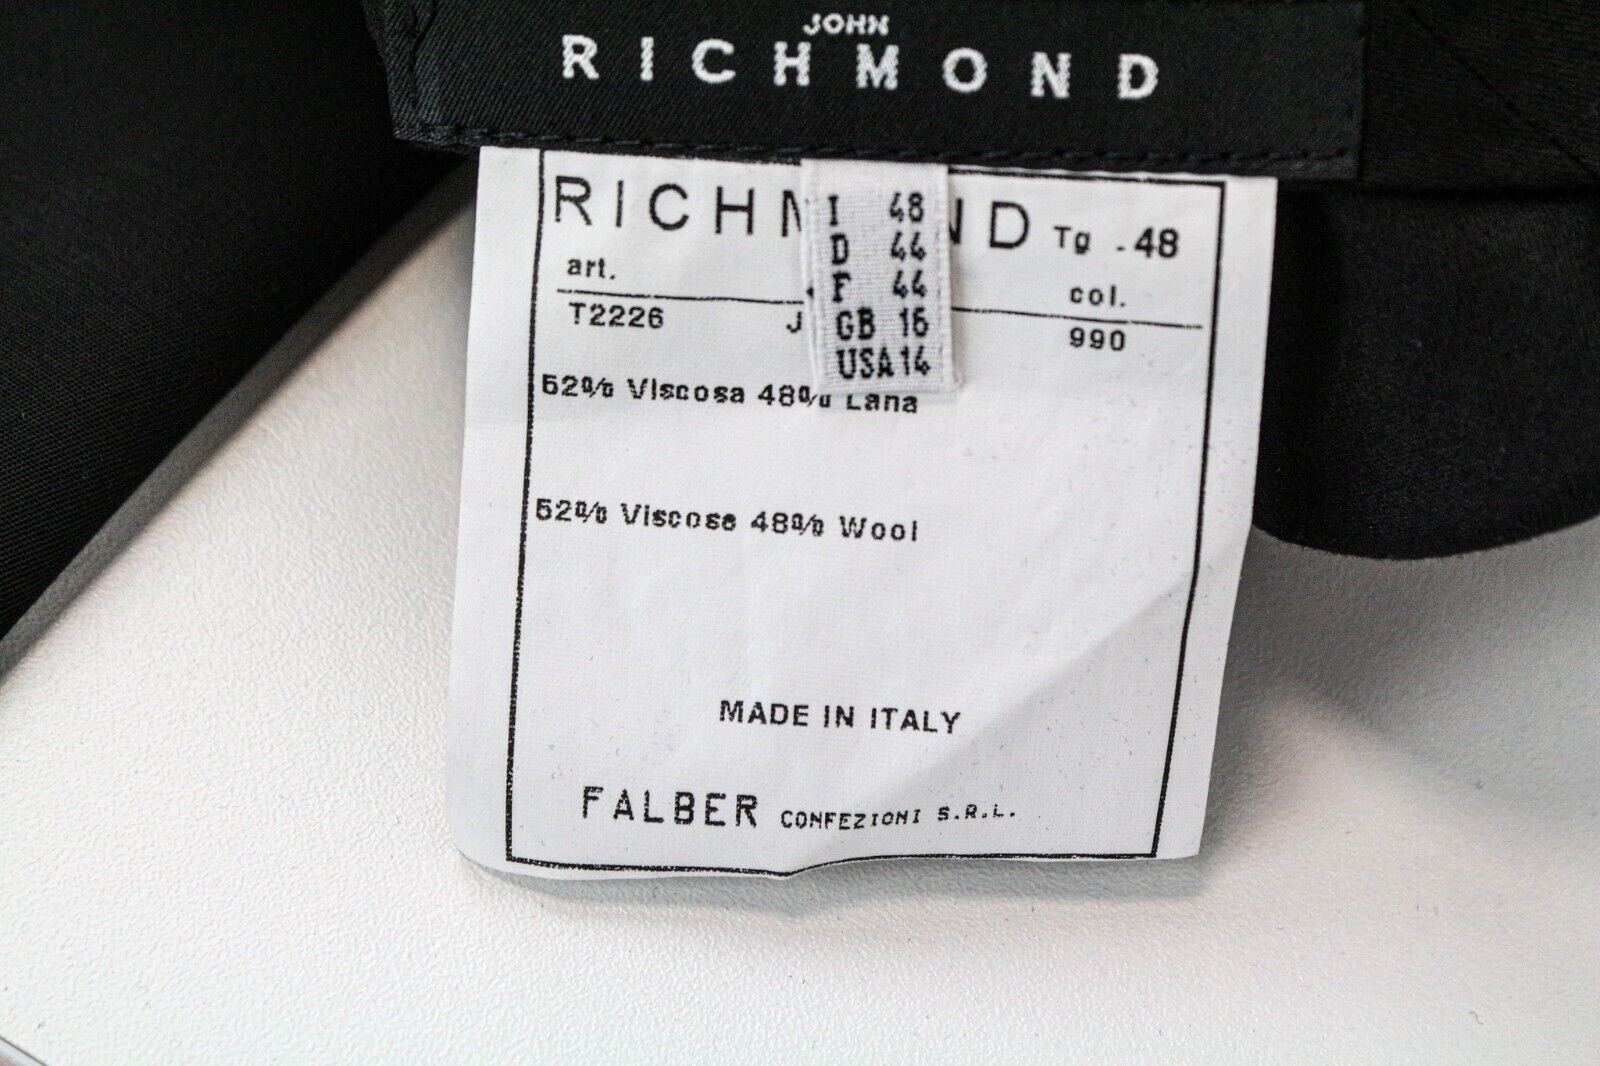 JOHN
RICHMOND
RICHM ND Tg - 48
I 48
D 44
F 44
GB 16
USA 14
art. col.
T2226 J 990
52% Viscosa 48% Lana
52% Viscose 48% Wool
MADE IN ITALY
FALBER CONFEZIONI S.R.L.